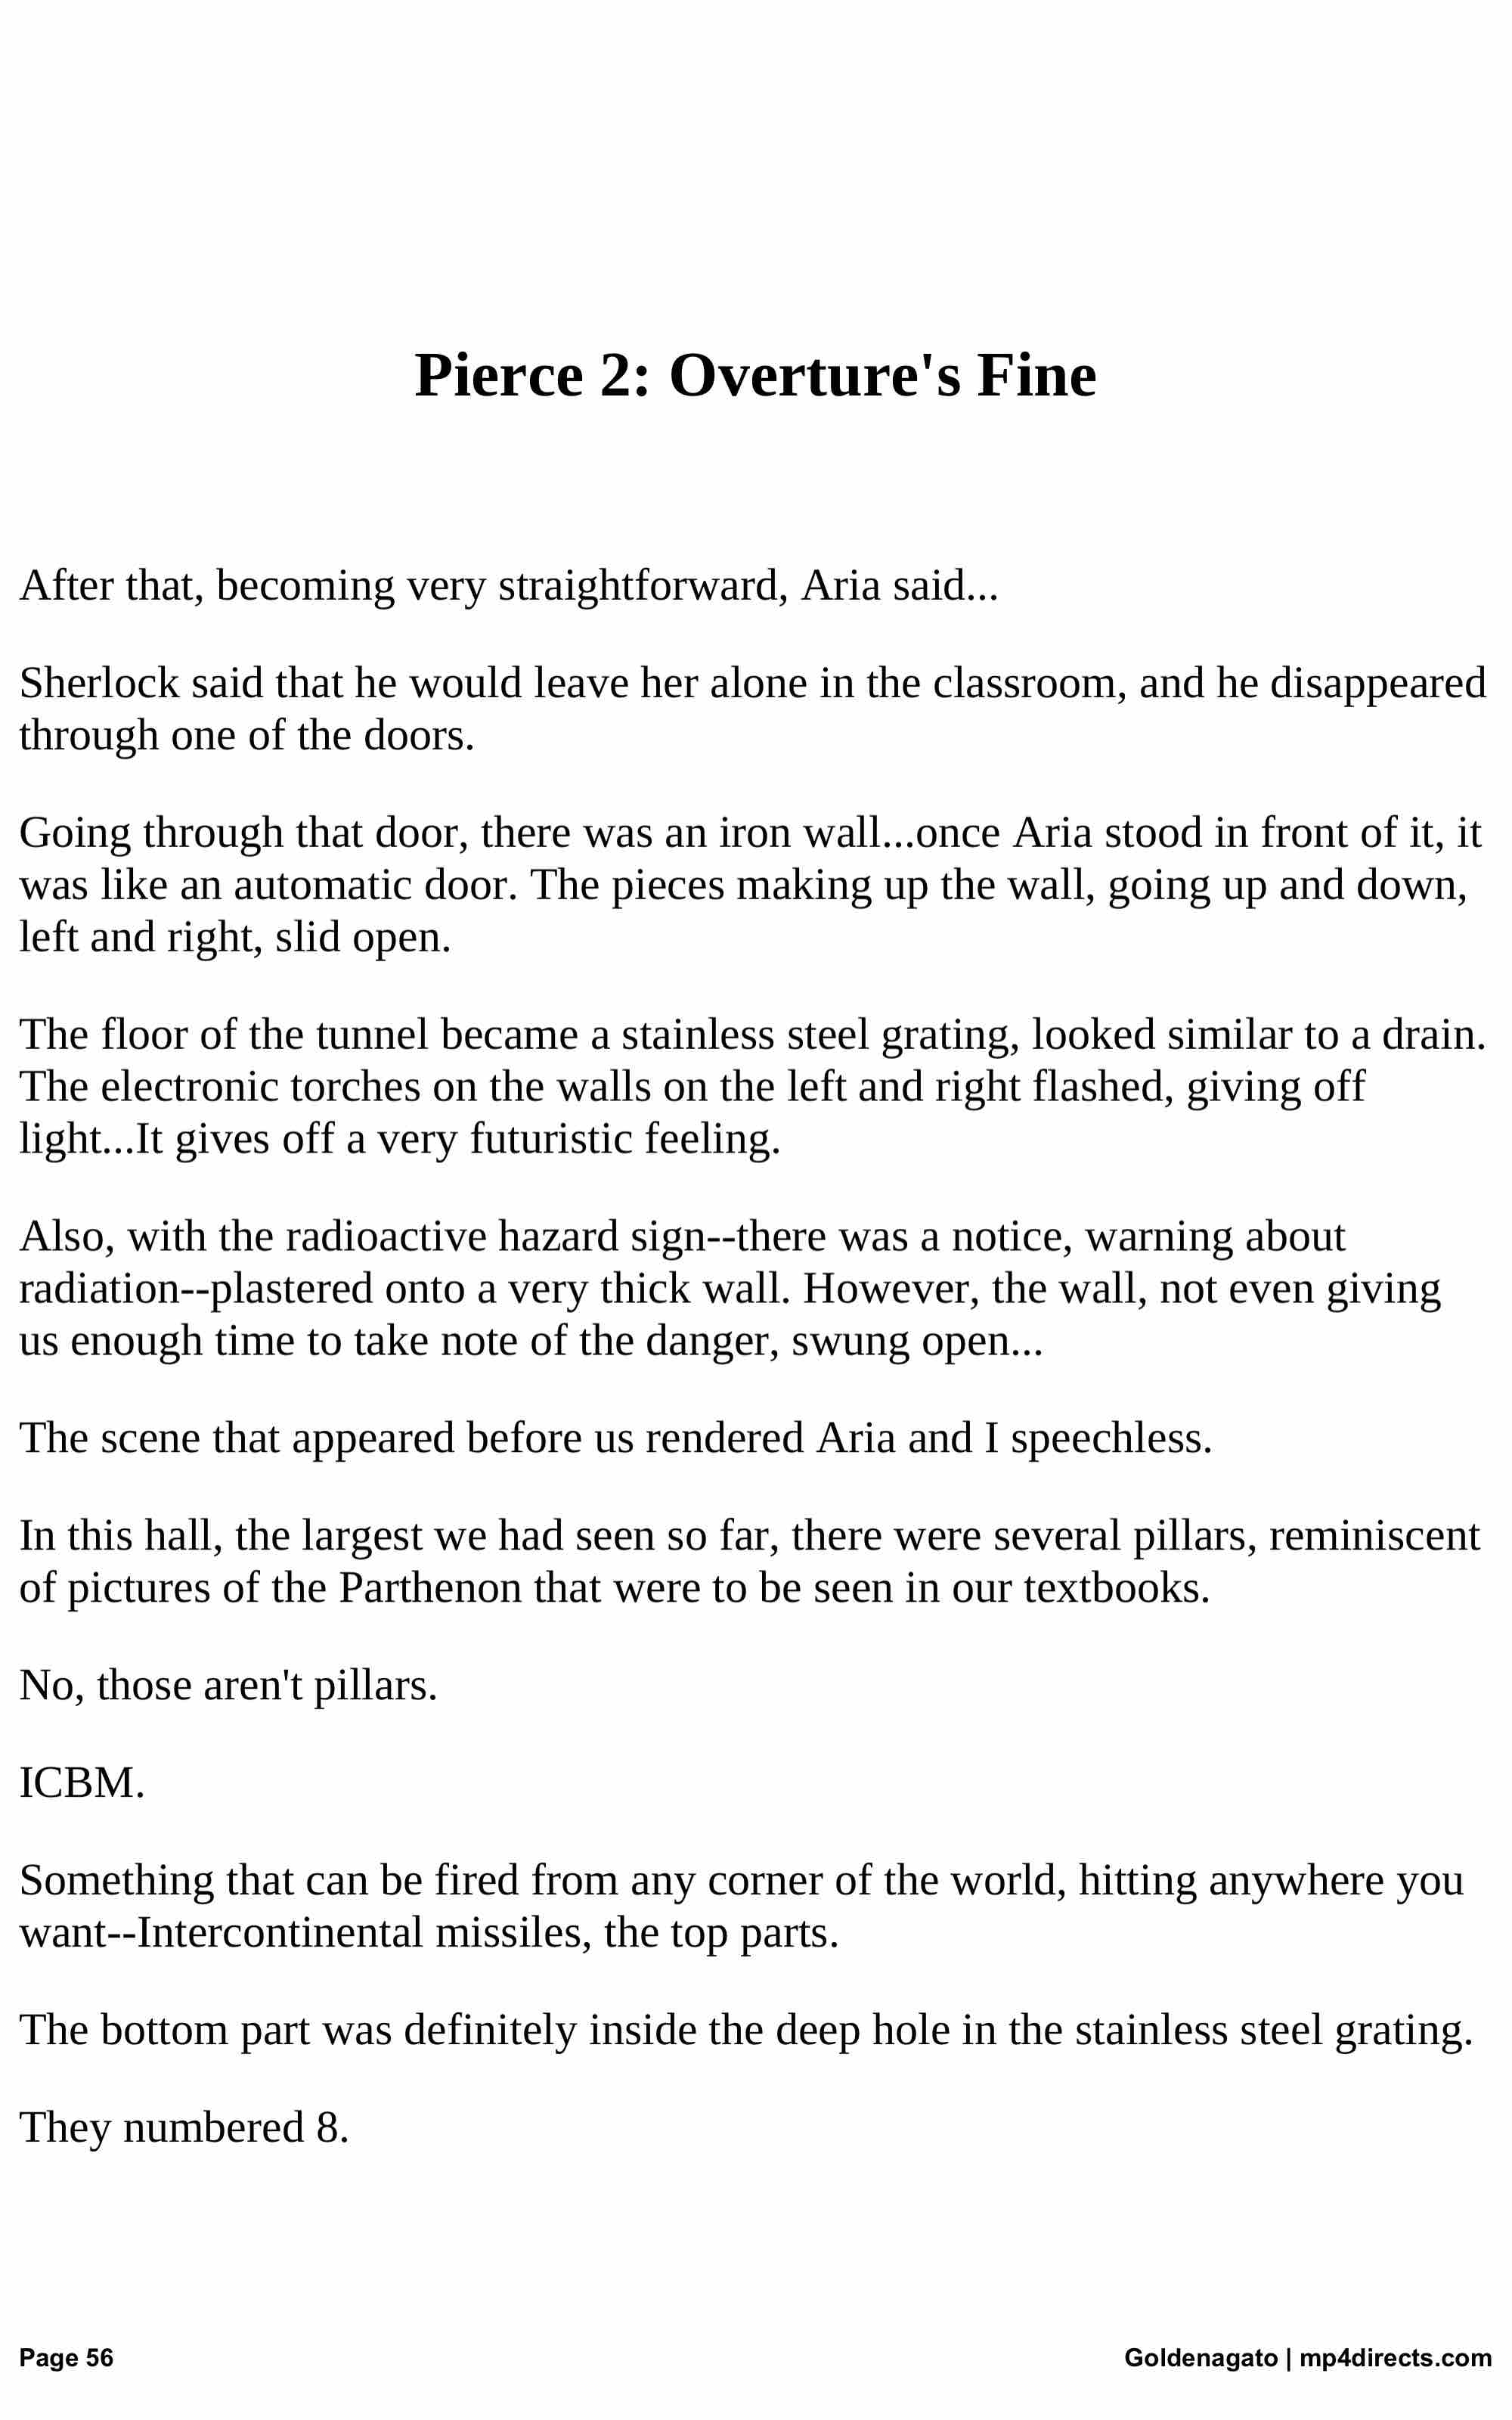 Pierce 2: Overture's Fine
After that, becoming very straightforward, Aria said...
Sherlock said that he would leave her alone in the classroom, and he disappeared
through one of the doors.
Going through that door, there was an iron wall...once Aria stood in front of it, it
was like an automatic door. The pieces making up the wall, going up and down,
left and right, slid open.
The floor of the tunnel became a stainless steel grating, looked similar to a drain.
The electronic torches on the walls on the left and right flashed, giving off
light...It gives off a very futuristic feeling.
Also, with the radioactive hazard sign--there was a notice, warning about
radiation--plastered onto a very thick wall. However, the wall, not even giving
us enough time to take note of the danger, swung open...
The scene that appeared before us rendered Aria and I speechless.
In this hall, the largest we had seen so far, there were several pillars, reminiscent
of pictures of the Parthenon that were to be seen in our textbooks.
No, those aren't pillars.
ICBM.
Something that can be fired from any corner of the world, hitting anywhere you
want--Intercontinental missiles, the top parts.
The bottom part was definitely inside the deep hole in the stainless steel grating.
They numbered 8.
Page 56
Goldenagato | mp4directs.com